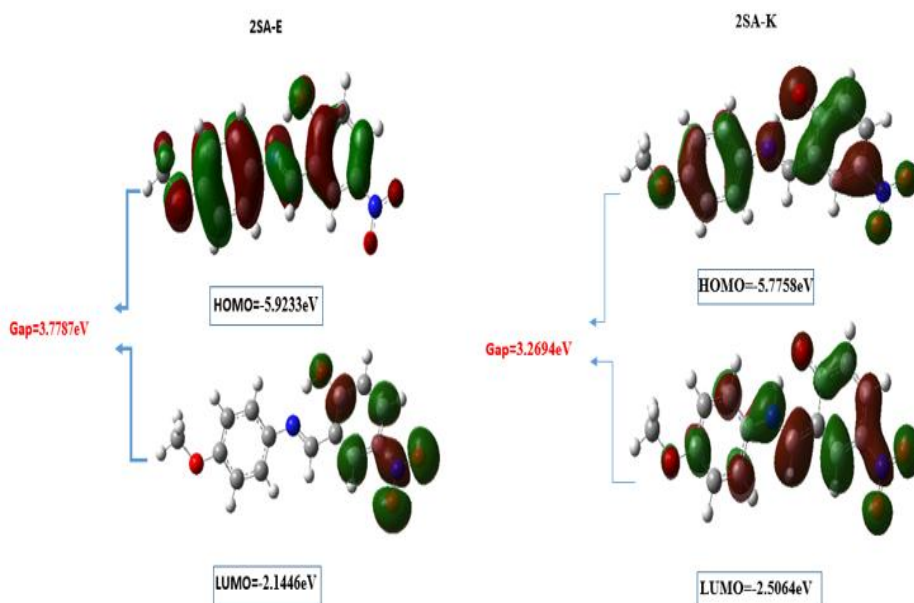 2SA-E
2SA-K
HOMO=-5.9233eV
HOMO=-5.7758eV
Gap=3.7787eV
Gap=3.2694eV
LUMO=-2.1446eV
LUMO=-2.5064eV